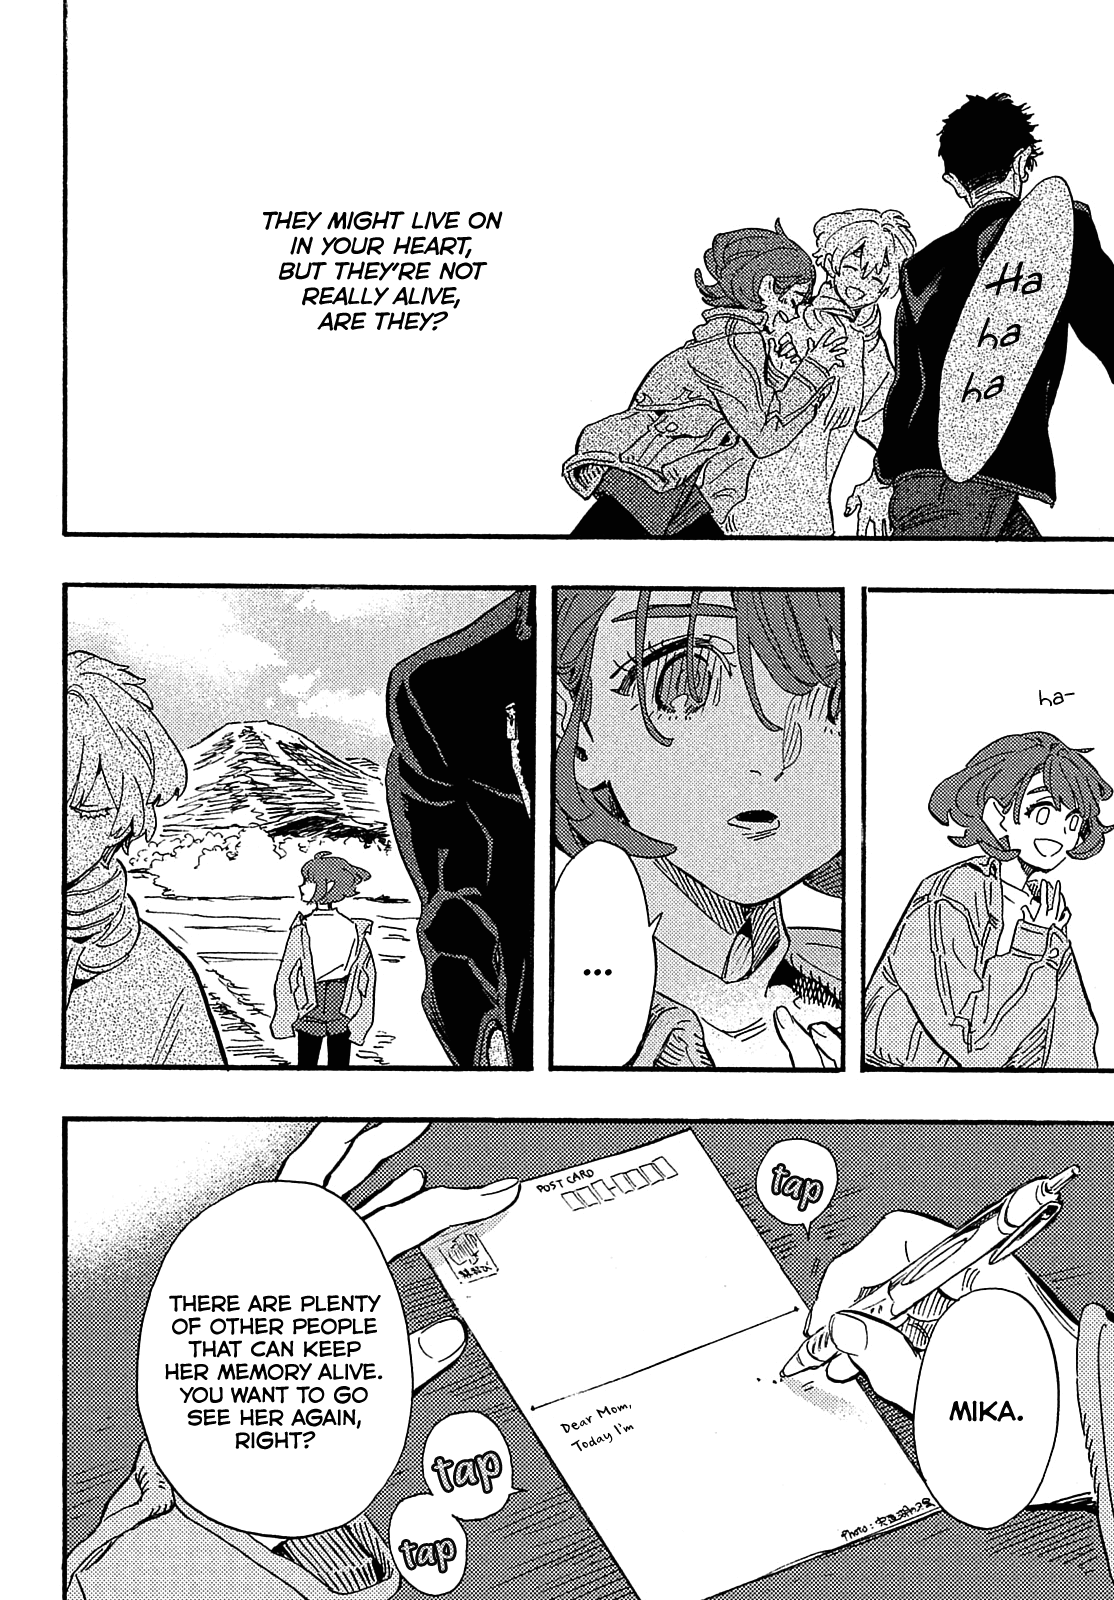 THEY MIGHT LIVE ON
IN YOUR HEART,
BUT THEY'RE NOT
REALLY ALIVE,
ARE THEY?
Ha
ha
ha
ha-
...
MIKA.
tap
POST CARD
Dear Mom,
Today I'm
Photo:
THERE ARE PLENTY
OF OTHER PEOPLE
THAT CAN KEEP
HER MEMORY ALIVE.
YOU WANT TO GO
SEE HER AGAIN,
RIGHT?
tap
tap